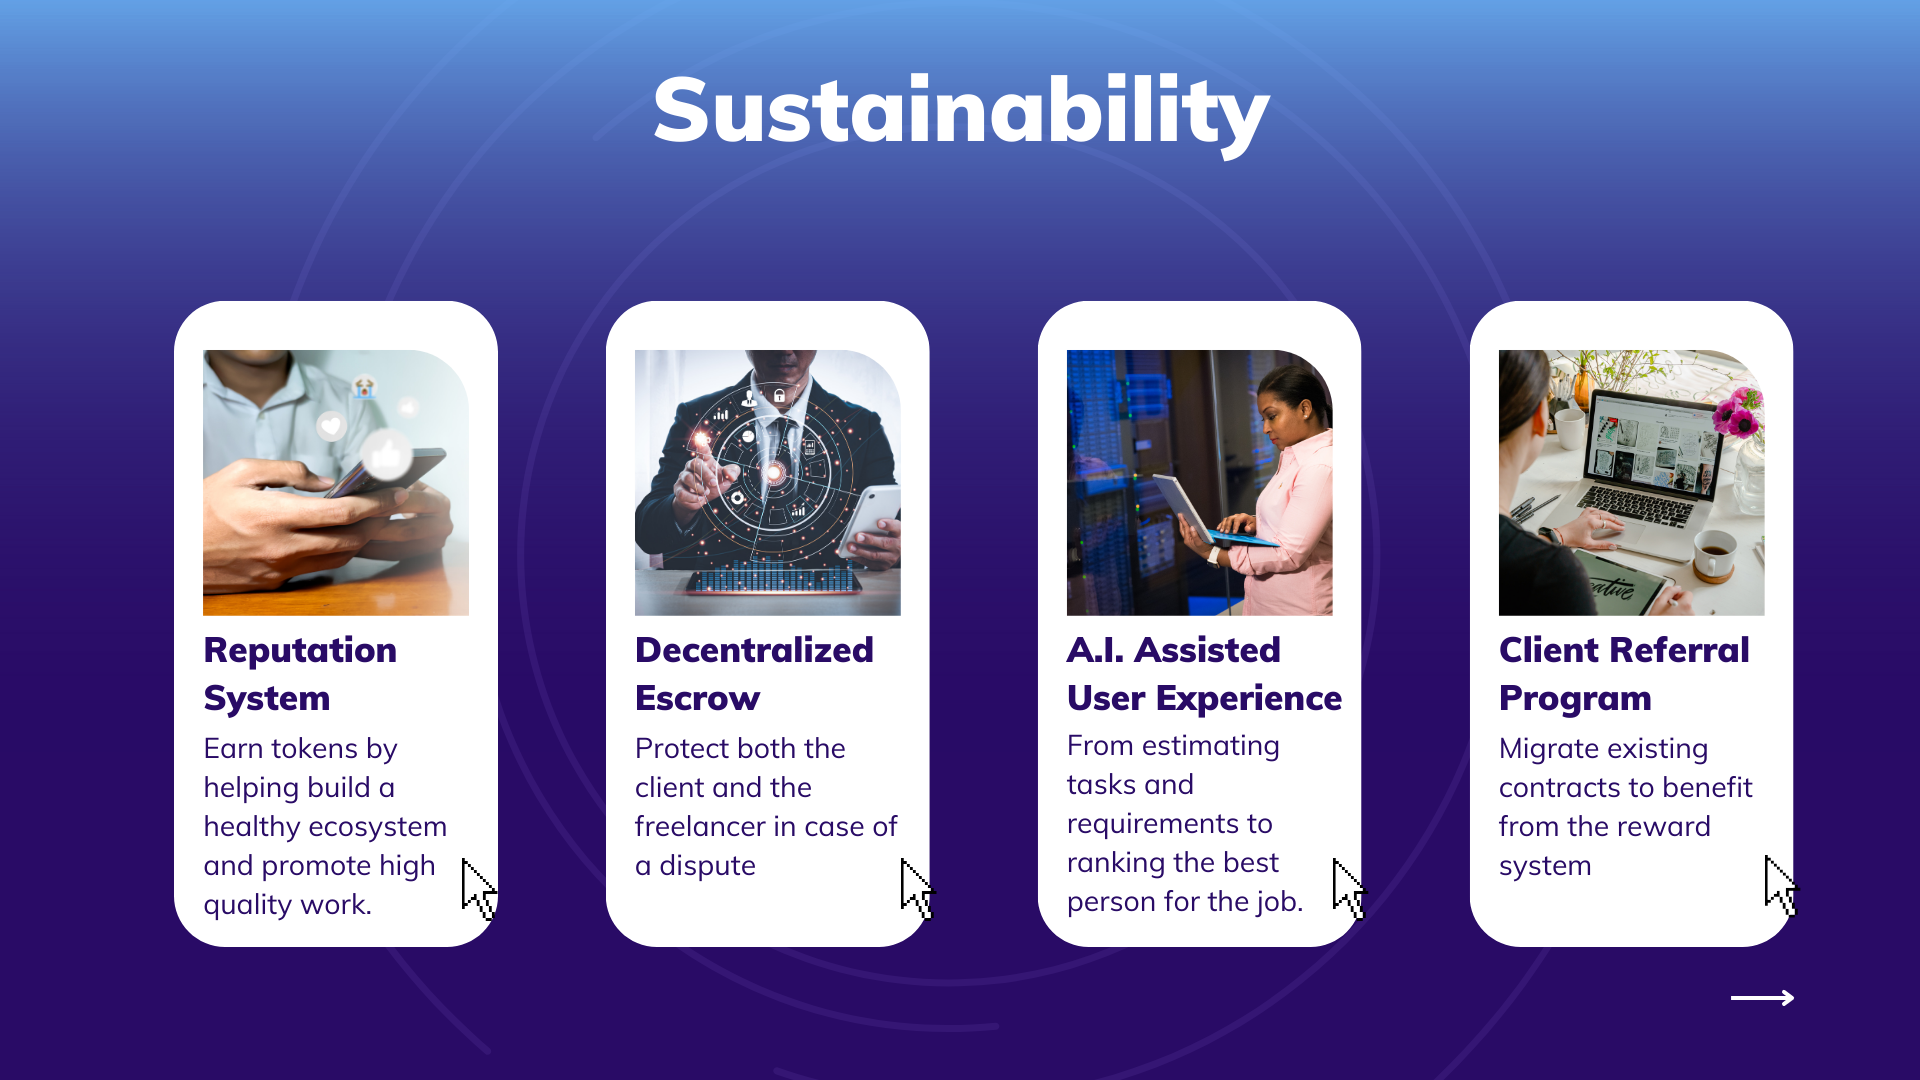 Sustainability
Reputation
System
Earn tokens by
helping build a
healthy ecosystem
and promote high
quality work.
Decentralized
Escrow
Protect both the
client and the
freelancer in case of
a dispute
A.I. Assisted
User Experience
From estimating
tasks and
requirements to
ranking the best
person for the job.
Client Referral
Program
Migrate existing
contracts to benefit
from the reward
system